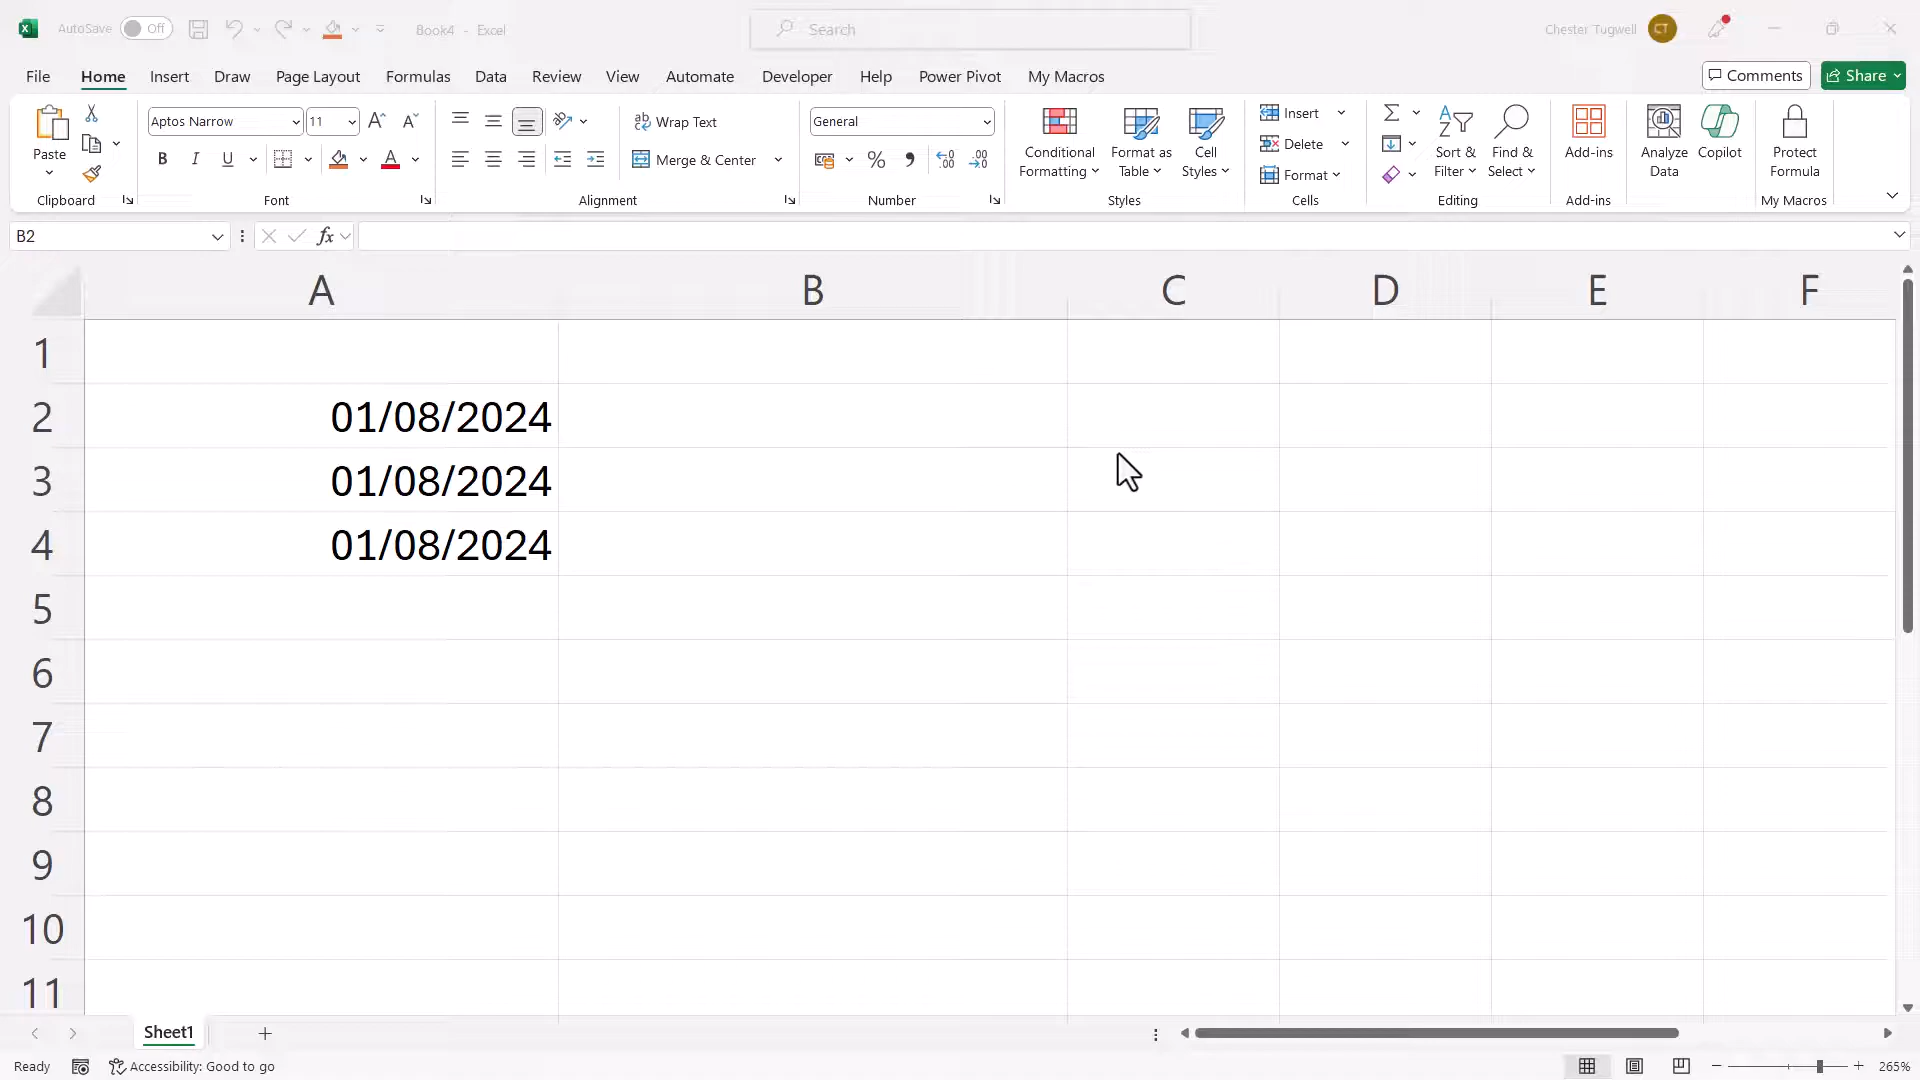 AutoSave Off Book4 - Excel Search Chester Tugwell CT
File Home Insert Draw Page Layout Formulas Data Review View Automate Developer Help Power Pivot My Macros Comments Share
Paste Aptos Narrow 11 A A Wrap Text General Conditional Formatting Format as Table Cell Styles Insert Sort & Filter Find & Select Add-ins Analyze Data Copilot Protect Formula
B I U A Merge & Center % Delete
Format
Clipboard Font Alignment Number Styles Cells Editing Add-ins My Macros
B2 fx
A B C D E F
1
2 01/08/2024
3 01/08/2024
4 01/08/2024
5
6
7
8
9
10
11
Sheet1
Ready Accessibility: Good to go 265%